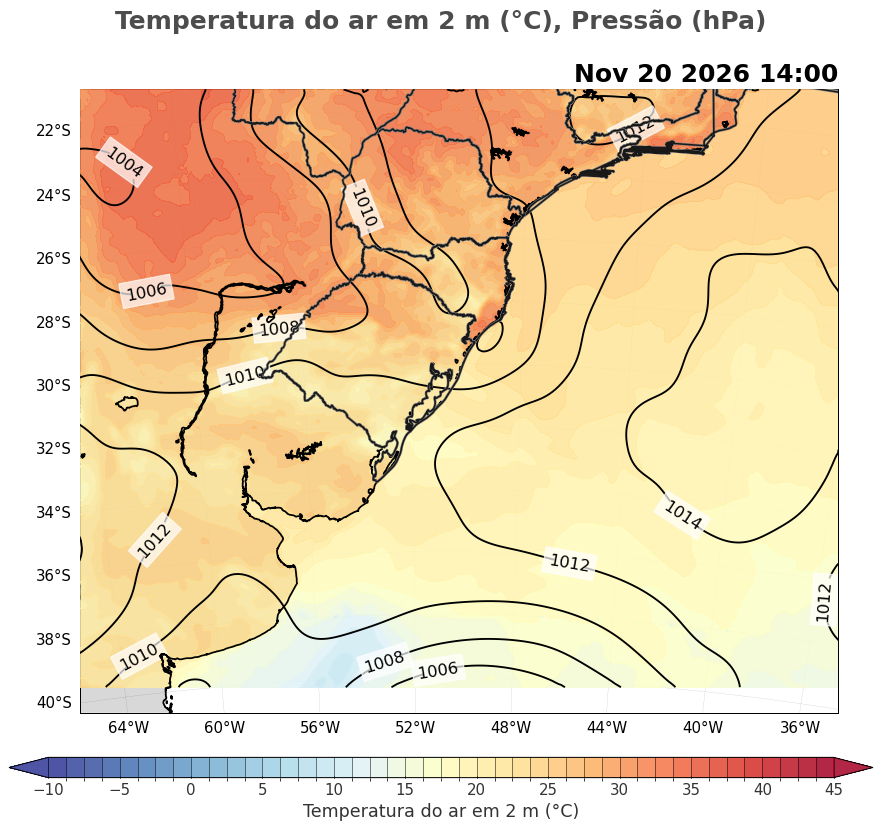 Temperatura do ar em 2 m (°C), Pressão (hPa)
Nov 20 2026 14:00
22°S
24°S
26°S
28°S
30°S
32°S
34°S
36°S
38°S
40°S
1004
1012
1010
1006
1008
1010
1014
1012
1012
1012
1010
1008
1006
64°W 60°W 56°W 52°W 48°W 44°W 40°W 36°W
−10 −5 0 5 10 15 20 25 30 35 40 45
Temperatura do ar em 2 m (°C)